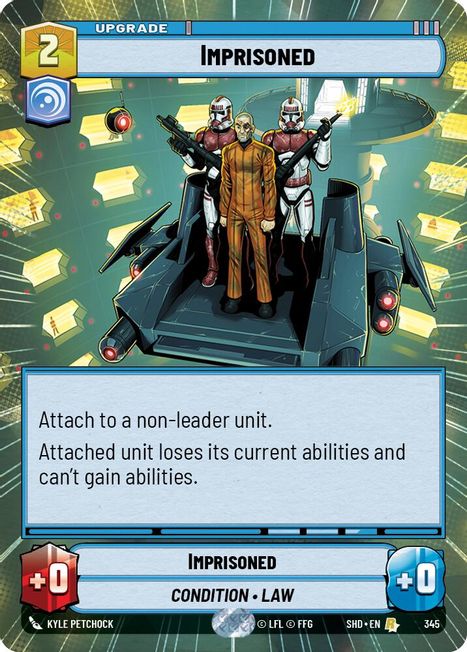 UPGRADE
2
IMPRISONED
Attach to a non-leader unit.
Attached unit loses its current abilities and
can't gain abilities.
+0
IMPRISONED
+0
CONDITION • LAW
KYLE PETCHOCK
© LFL © FFG
SHD • EN
R
345